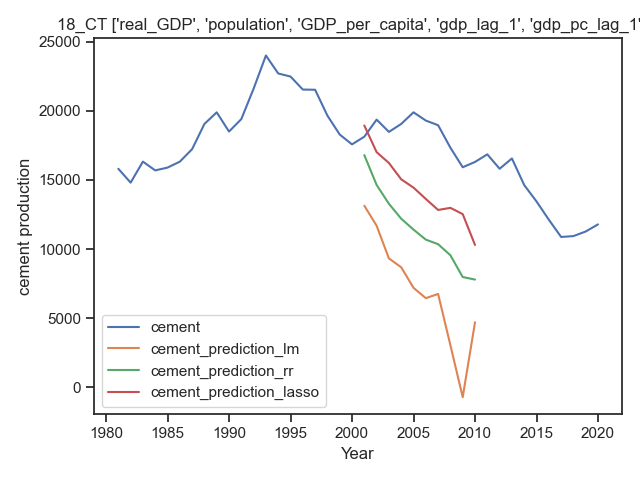 18_CT ['real_GDP', 'population', 'GDP_per_capita', 'gdp_lag_1', 'gdp_pc_lag_1'
25000
20000
15000
10000
5000
0
cement production
cement
cement_prediction_lm
cement_prediction_rr
cement_prediction_lasso
1980 1985 1990 1995 2000 2005 2010 2015 2020
Year